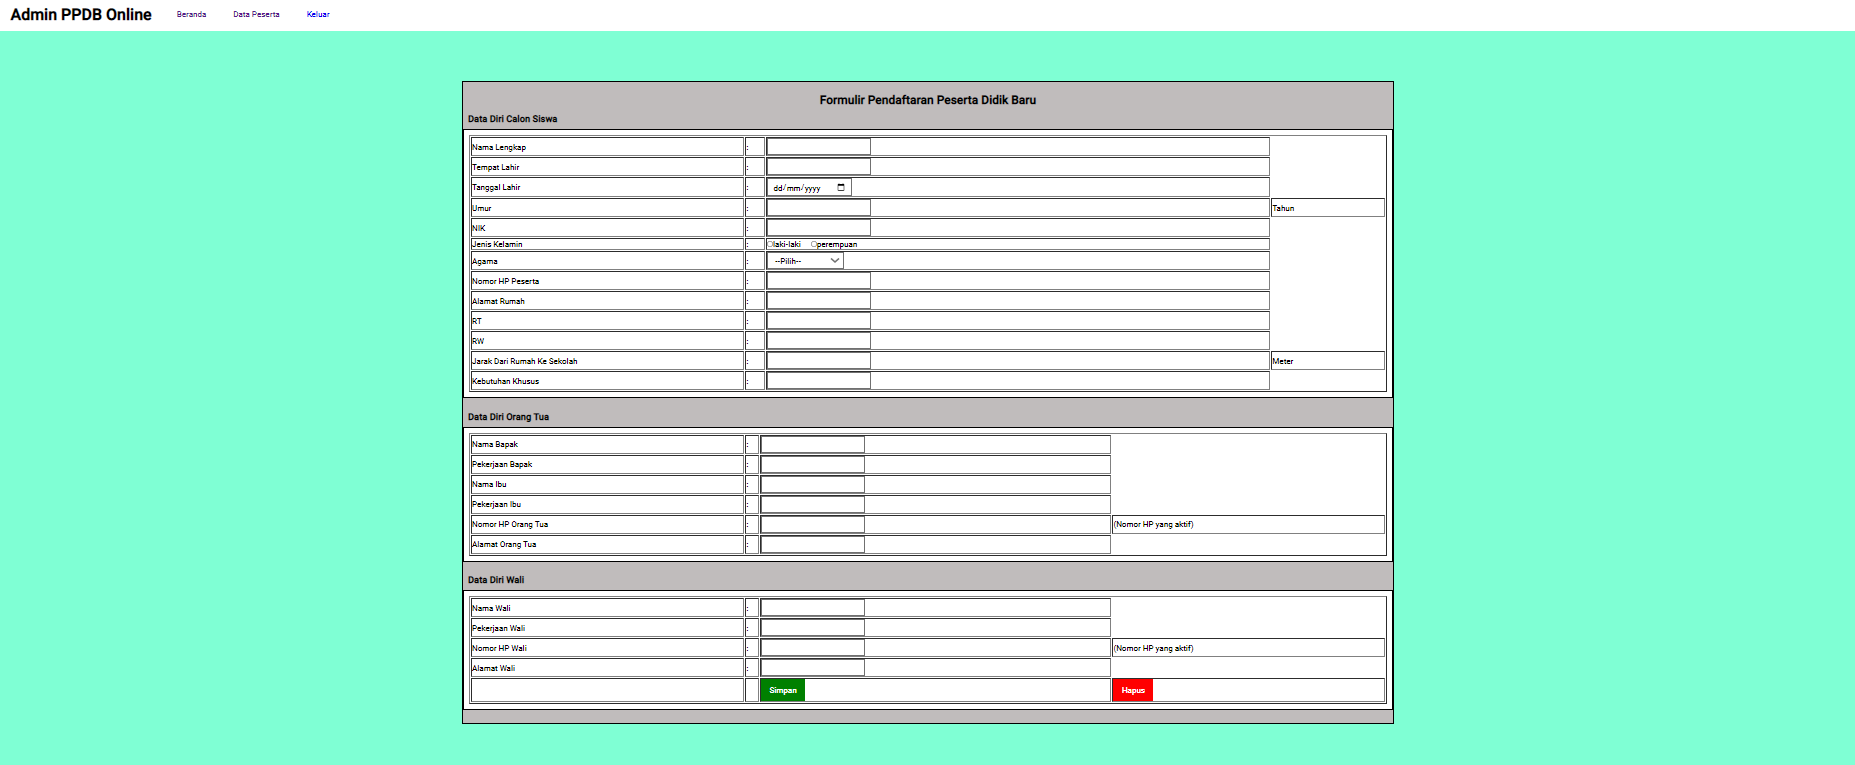 Admin PPDB Online Beranda Data Peserta Keluar
Formulir Pendaftaran Peserta Didik Baru
Data Diri Calon Siswa
Nama Lengkap :
Tempat Lahir :
Tanggal Lahir : dd/mm/yyyy
Umur : Tahun
NIK :
Jenis Kelamin : laki-laki perempuan
Agama : --Pilih--
Nomor HP Peserta :
Alamat Rumah :
RT :
RW :
Jarak Dari Rumah Ke Sekolah : Meter
Kebutuhan Khusus :
Data Diri Orang Tua
Nama Bapak :
Pekerjaan Bapak :
Nama Ibu :
Pekerjaan Ibu :
Nomor HP Orang Tua : (Nomor HP yang aktif)
Alamat Orang Tua :
Data Diri Wali
Nama Wali :
Pekerjaan Wali :
Nomor HP Wali : (Nomor HP yang aktif)
Alamat Wali :
Simpan Hapus